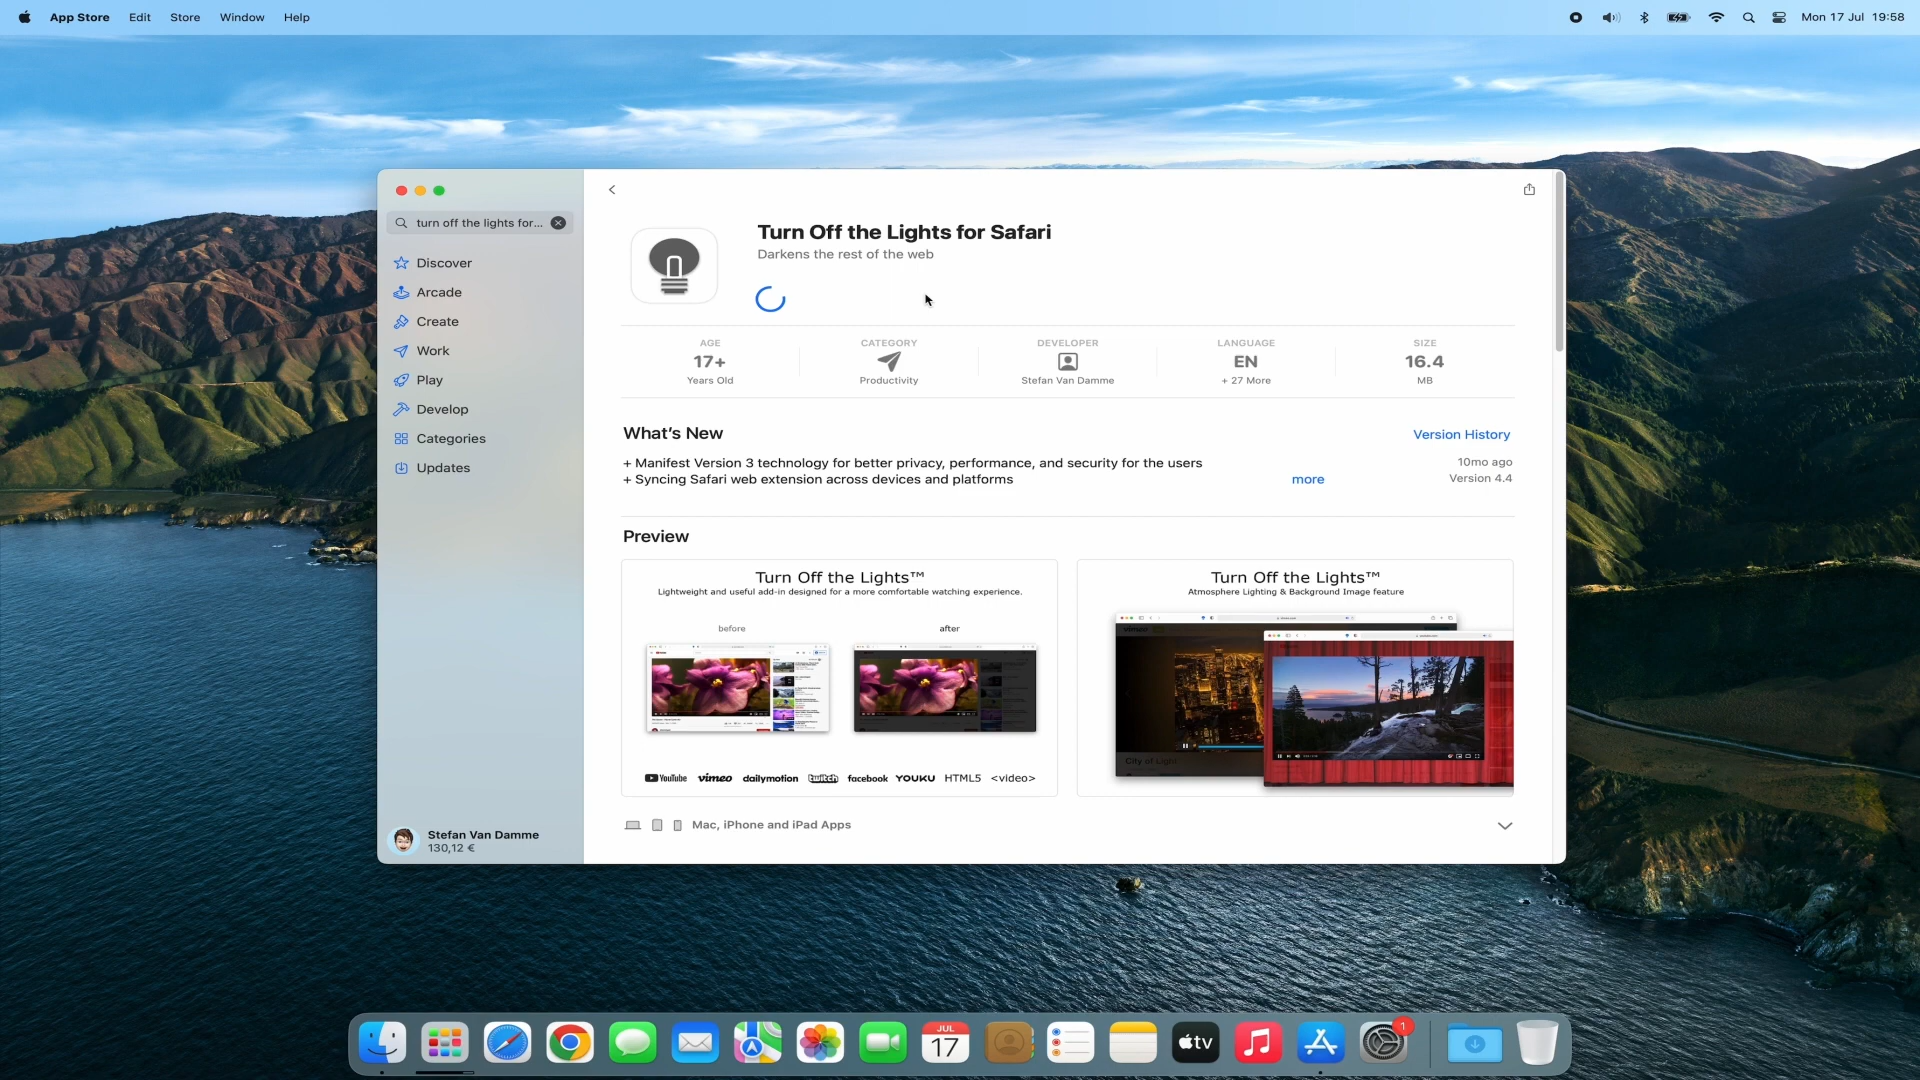 App Store Edit Store Window Help
Mon 17 Jul 19:58
turn off the lights for...
Discover
Arcade
Create
Work
Play
Develop
Categories
Updates
Stefan Van Damme
130,12 €
Turn Off the Lights for Safari
Darkens the rest of the web
AGE
17+
Years Old
CATEGORY
Productivity
DEVELOPER
Stefan Van Damme
LANGUAGE
EN
+ 27 More
SIZE
16.4
MB
What's New
Version History
+ Manifest Version 3 technology for better privacy, performance, and security for the users
+ Syncing Safari web extension across devices and platforms
more
10mo ago
Version 4.4
Preview
Turn Off the Lights™
Lightweight and useful add-in designed for a more comfortable watching experience.
before
after
YouTube vimeo dailymotion twitch facebook YOUKU HTML5 <video>
Turn Off the Lights™
Atmosphere Lighting & Background Image feature
vimeo
City of Light
Mac, iPhone and iPad Apps
JUL
17
tv
1